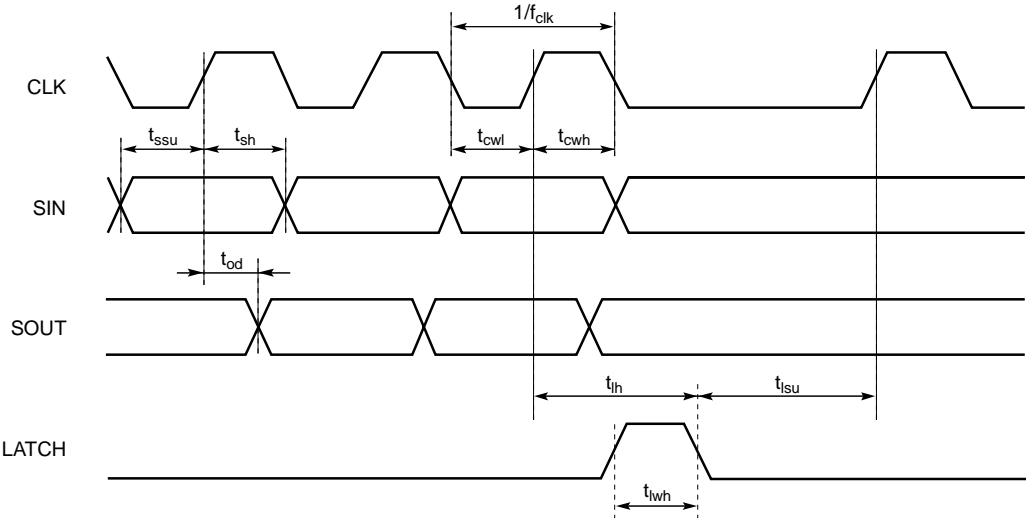 1/fclk
CLK
tssu
tsh
tcwl
tcwh
SIN
tod
SOUT
tlh
tlsu
LATCH
tlwh